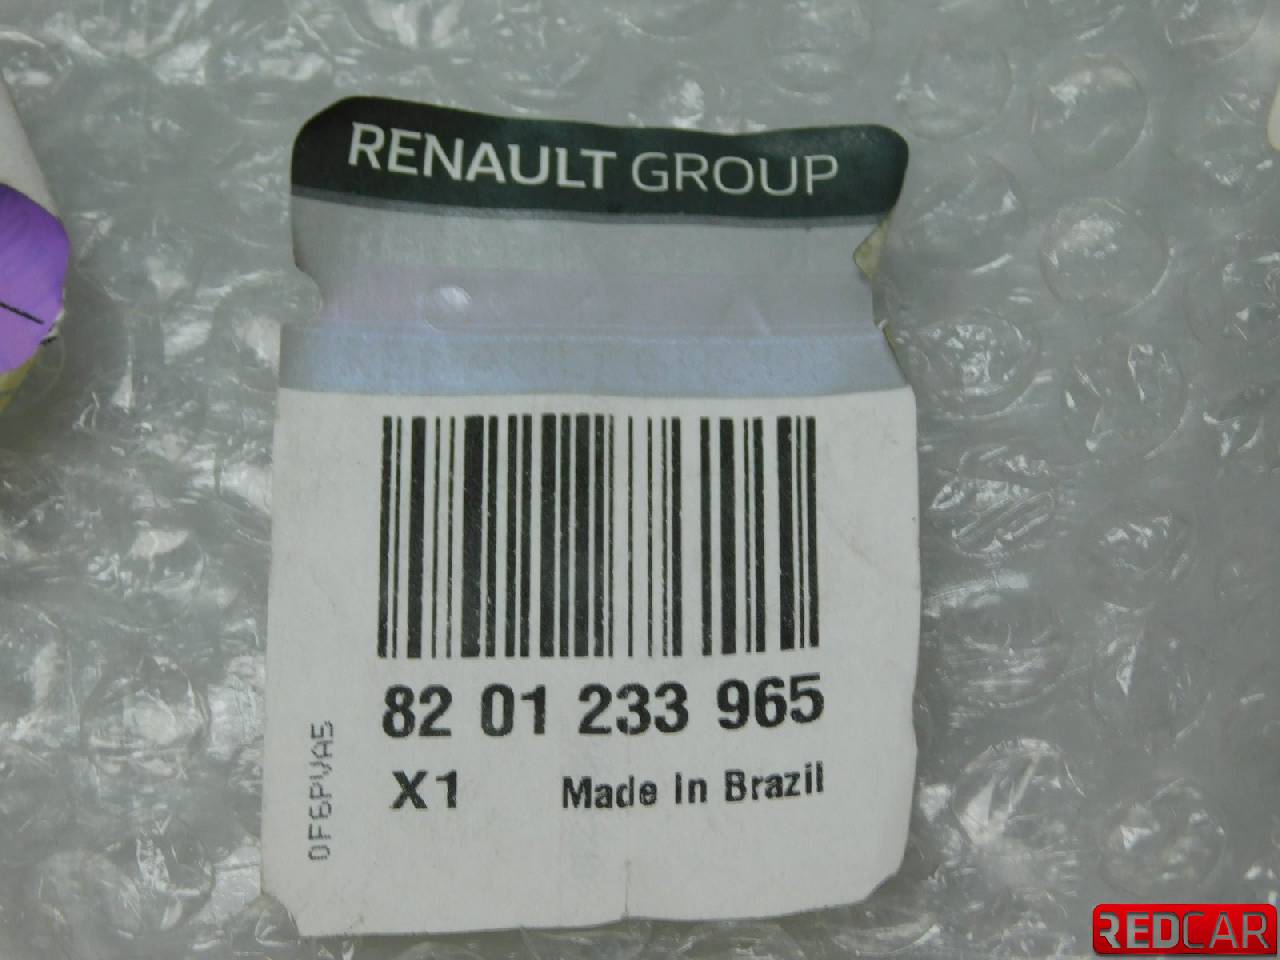 RENAULT GROUP
82 01 233 965
X1 Made In Brazil
0F6PVA5
REDCAR